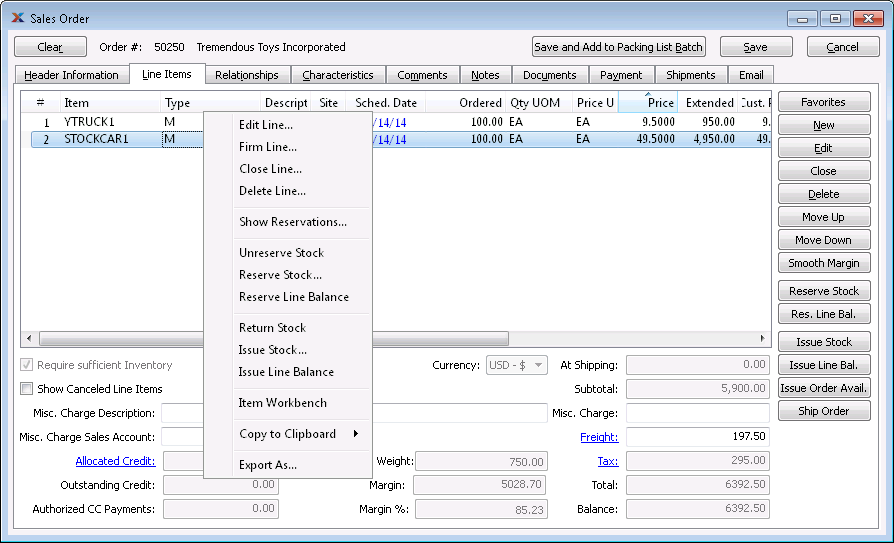 Sales Order
Clear Order #: 50250 Tremendous Toys Incorporated Save and Add to Packing List Batch Save Cancel
Header Information Line Items Relationships Characteristics Comments Notes Documents Payment Shipments Email
# Item Type Descript Site Sched. Date Ordered Qty UOM Price U Price Extended Cust. P
1 YTRUCK1 M /14/14 100.00 EA EA 9.5000 950.00 9.
2 STOCKCAR1 M /14/14 100.00 EA EA 49.5000 4,950.00 49.
Edit Line...
Firm Line...
Close Line...
Delete Line...
Show Reservations...
Unreserve Stock
Reserve Stock...
Reserve Line Balance
Return Stock
Issue Stock...
Issue Line Balance
Item Workbench
Copy to Clipboard
Export As...
Favorites
New
Edit
Close
Delete
Move Up
Move Down
Smooth Margin
Reserve Stock
Res. Line Bal.
Issue Stock
Issue Line Bal.
Issue Order Avail.
Ship Order
Require sufficient Inventory Currency: USD - $ At Shipping: 0.00
Show Canceled Line Items Subtotal: 5,900.00
Misc. Charge Description: Misc. Charge:
Misc. Charge Sales Account: Freight: 197.50
Allocated Credit: Weight: 750.00 Tax: 295.00
Outstanding Credit: 0.00 Margin: 5028.70 Total: 6392.50
Authorized CC Payments: 0.00 Margin %: 85.23 Balance: 6392.50